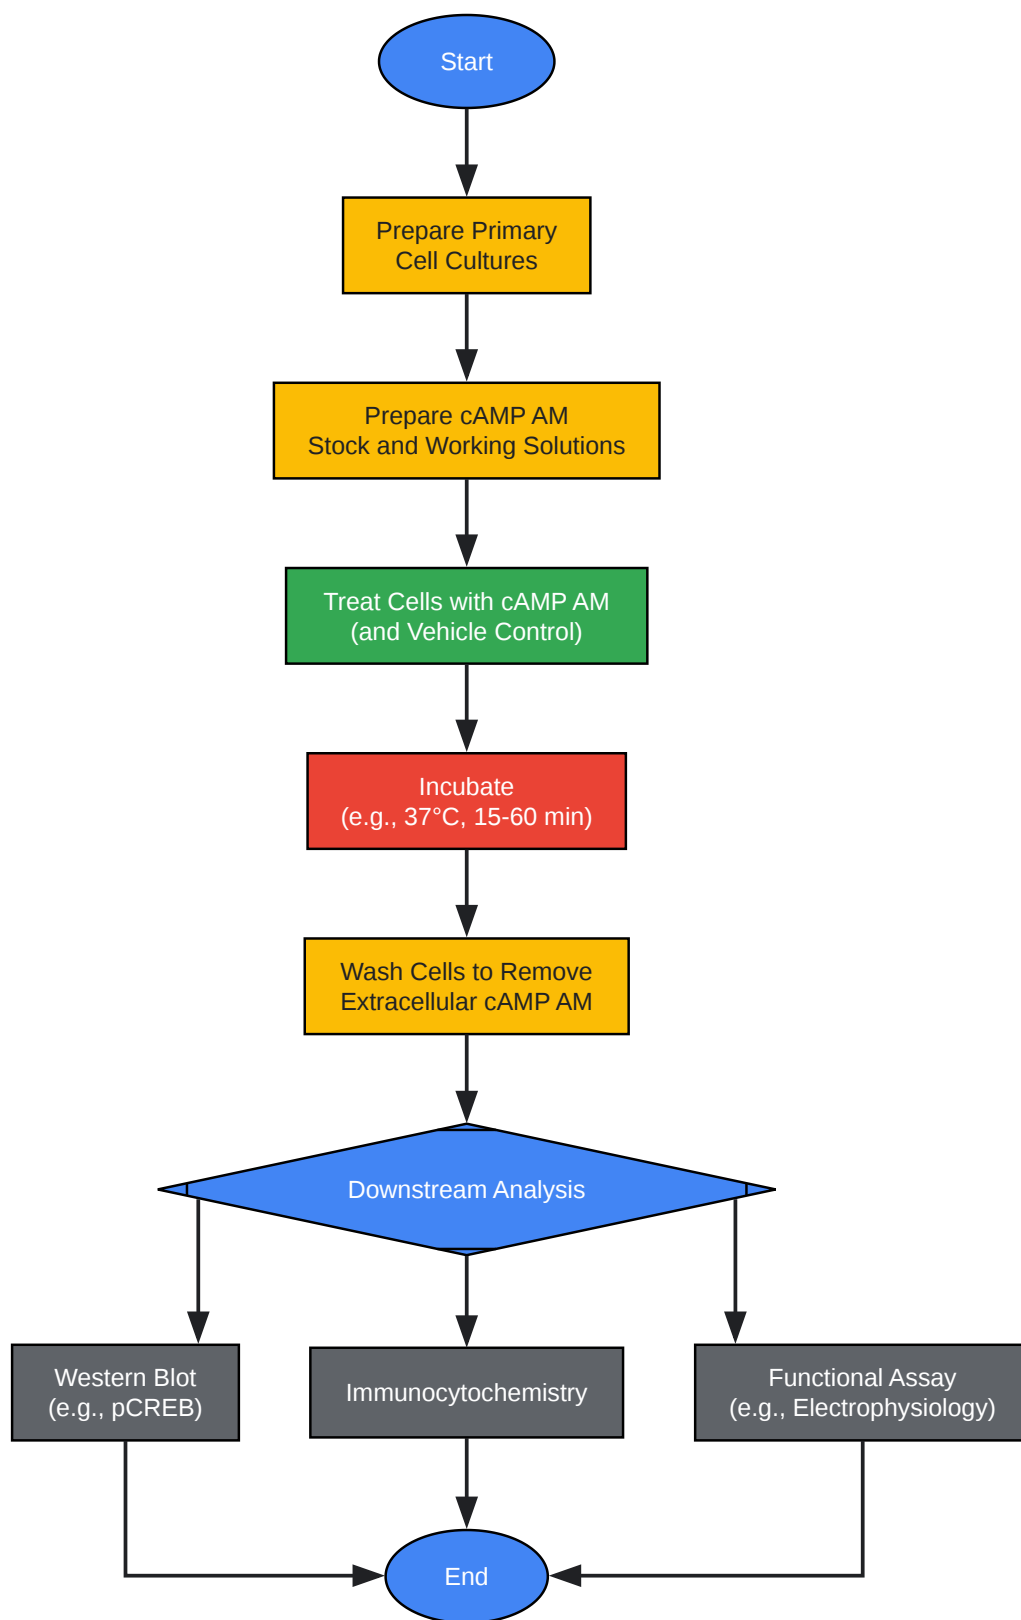 Start
Prepare Primary
Cell Cultures
Prepare cAMP AM
Stock and Working Solutions
Treat Cells with cAMP AM
(and Vehicle Control)
Incubate
(e.g., 37°C, 15-60 min)
Wash Cells to Remove
Extracellular cAMP AM
Downstream Analysis
Western Blot
(e.g., pCREB)
Immunocytochemistry
Functional Assay
(e.g., Electrophysiology)
End